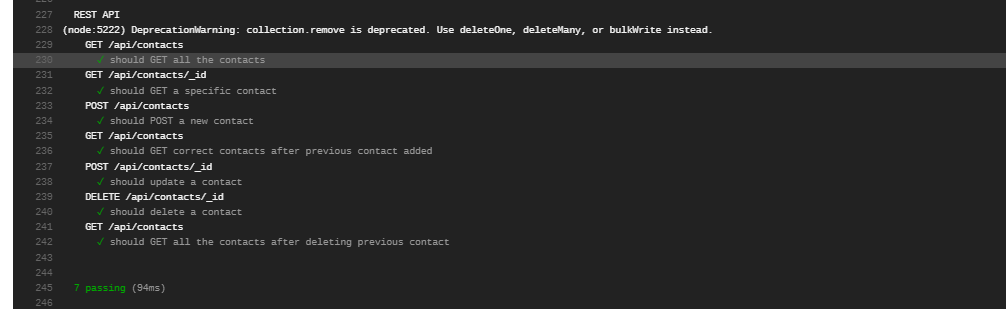 227 REST API
228 (node:5222) DeprecationWarning: collection.remove is deprecated. Use deleteOne, deleteMany, or bulkWrite instead.
229 GET /api/contacts
230 ✓ should GET all the contacts
231 GET /api/contacts/_id
232 ✓ should GET a specific contact
233 POST /api/contacts
234 ✓ should POST a new contact
235 GET /api/contacts
236 ✓ should GET correct contacts after previous contact added
237 POST /api/contacts/_id
238 ✓ should update a contact
239 DELETE /api/contacts/_id
240 ✓ should delete a contact
241 GET /api/contacts
242 ✓ should GET all the contacts after deleting previous contact
243
244
245 7 passing (94ms)
246